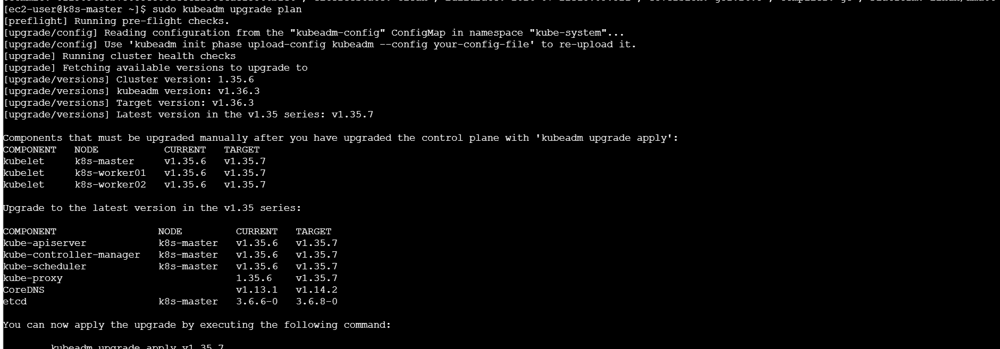 [ec2-user@k8s-master ~]$ sudo kubeadm upgrade plan
[preflight] Running pre-flight checks.
[upgrade/config] Reading configuration from the "kubeadm-config" ConfigMap in namespace "kube-system"...
[upgrade/config] Use 'kubeadm init phase upload-config kubeadm --config your-config-file' to re-upload it.
[upgrade] Running cluster health checks
[upgrade] Fetching available versions to upgrade to
[upgrade/versions] Cluster version: 1.35.6
[upgrade/versions] kubeadm version: v1.36.3
[upgrade/versions] Target version: v1.36.3
[upgrade/versions] Latest version in the v1.35 series: v1.35.7
Components that must be upgraded manually after you have upgraded the control plane with 'kubeadm upgrade apply':
COMPONENT   NODE           CURRENT   TARGET
kubelet     k8s-master     v1.35.6   v1.35.7
kubelet     k8s-worker01   v1.35.6   v1.35.7
kubelet     k8s-worker02   v1.35.6   v1.35.7
Upgrade to the latest version in the v1.35 series:
COMPONENT                 NODE         CURRENT   TARGET
kube-apiserver            k8s-master   v1.35.6   v1.35.7
kube-controller-manager   k8s-master   v1.35.6   v1.35.7
kube-scheduler            k8s-master   v1.35.6   v1.35.7
kube-proxy                             1.35.6    v1.35.7
CoreDNS                                v1.13.1   v1.14.2
etcd                      k8s-master   3.6.6-0   3.6.8-0
You can now apply the upgrade by executing the following command:
kubeadm upgrade apply v1.35.7